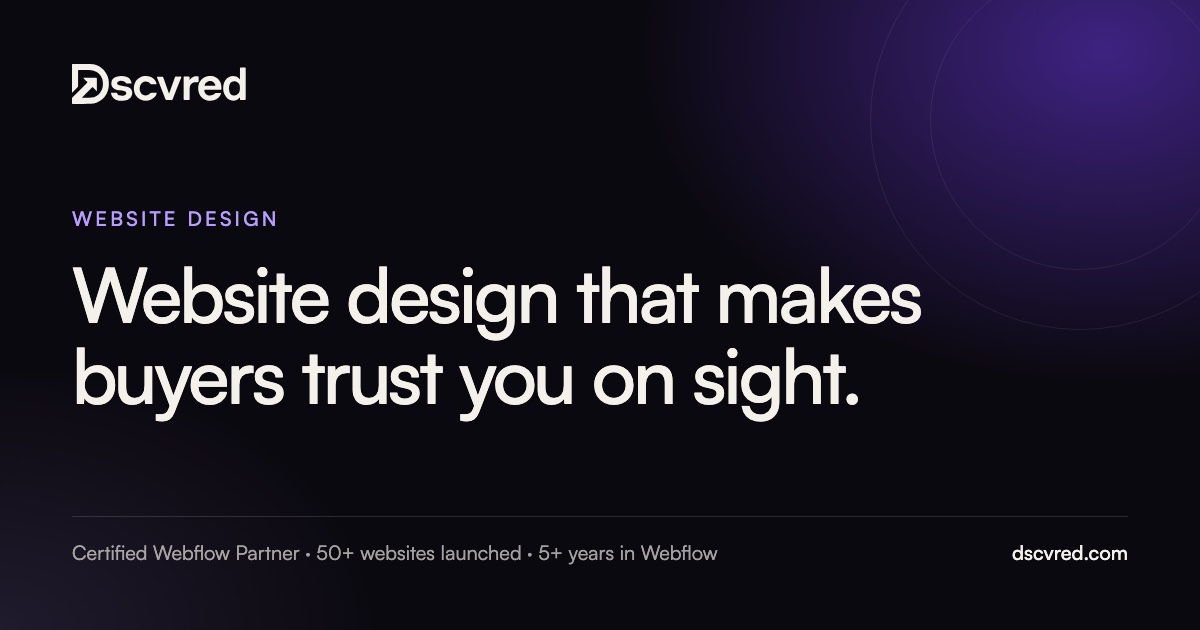 Dscvred
WEBSITE DESIGN
Website design that makes
buyers trust you on sight.
Certified Webflow Partner · 50+ websites launched · 5+ years in Webflow
dscvred.com